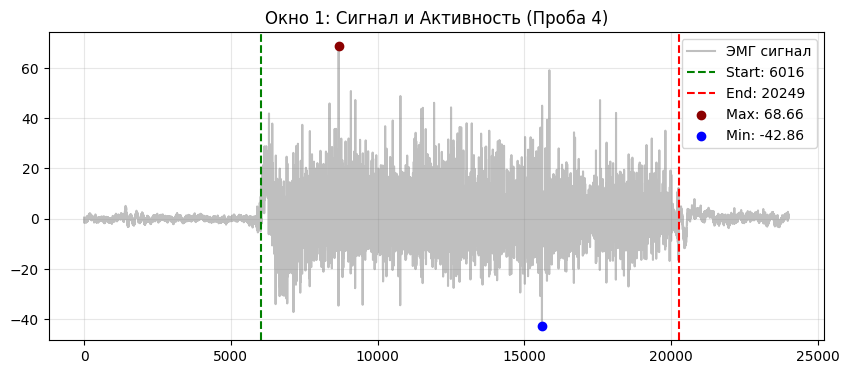 Окно 1: Сигнал и Активность (Проба 4)
60
40
20
0
−20
−40
0
5000
10000
15000
20000
25000
ЭМГ сигнал
Start: 6016
End: 20249
Max: 68.66
Min: -42.86